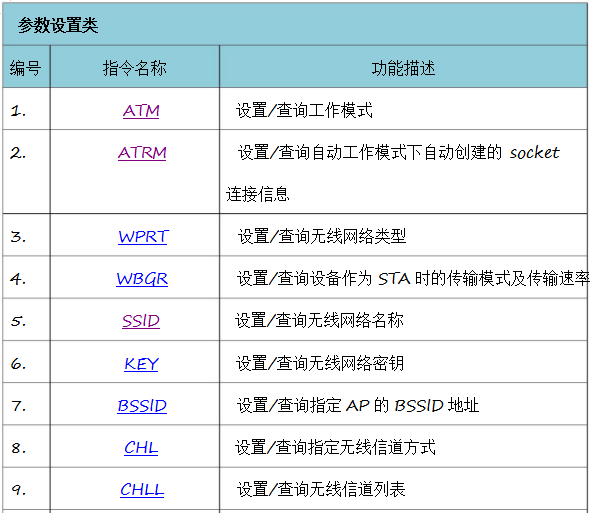 参数设置类
编号 指令名称 功能描述
1. ATM 设置/查询工作模式
2. ATRM 设置/查询自动工作模式下自动创建的 socket
连接信息
3. WPRT 设置/查询无线网络类型
4. WBGR 设置/查询设备作为 STA 时的传输模式及传输速率
5. SSID 设置/查询无线网络名称
6. KEY 设置/查询无线网络密钥
7. BSSID 设置/查询指定 AP 的 BSSID 地址
8. CHL 设置/查询指定无线信道方式
9. CHLL 设置/查询无线信道列表